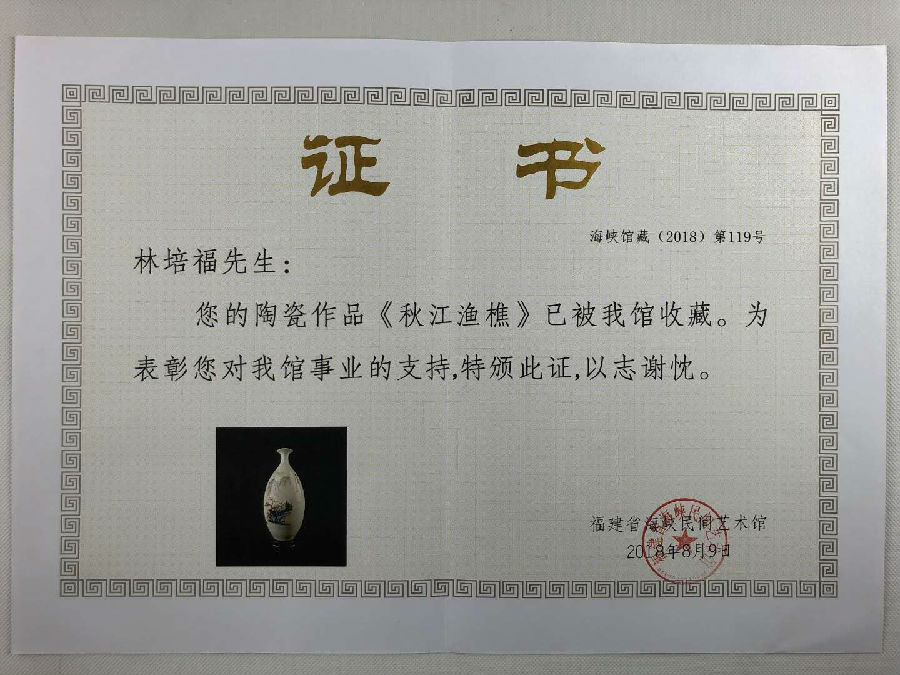 证 书
海峡馆藏（2018）第119号
林培福先生：
您的陶瓷作品《秋江渔樵》已被我馆收藏。为
表彰您对我馆事业的支持,特颁此证,以志谢忱。
福建省海峡民间艺术馆
2018年8月9日